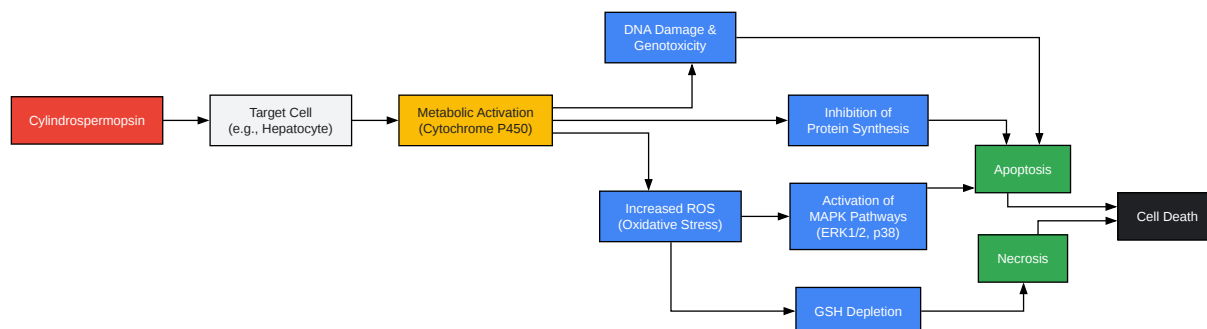 DNA Damage &
Genotoxicity
Cylindrospermopsin
Target Cell
(e.g., Hepatocyte)
Metabolic Activation
(Cytochrome P450)
Inhibition of
Protein Synthesis
Apoptosis
Increased ROS
(Oxidative Stress)
Activation of
MAPK Pathways
(ERK1/2, p38)
Cell Death
Necrosis
GSH Depletion